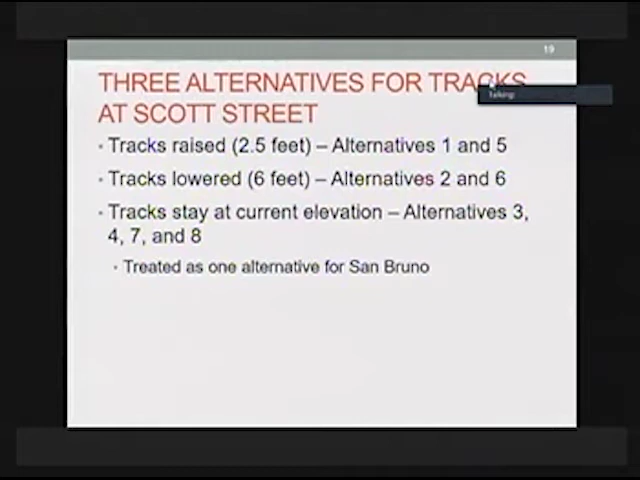 19
THREE ALTERNATIVES FOR TRACKS
Talking:
AT SCOTT STREET
• Tracks raised (2.5 feet) – Alternatives 1 and 5
• Tracks lowered (6 feet) – Alternatives 2 and 6
• Tracks stay at current elevation – Alternatives 3,
4, 7, and 8
• Treated as one alternative for San Bruno